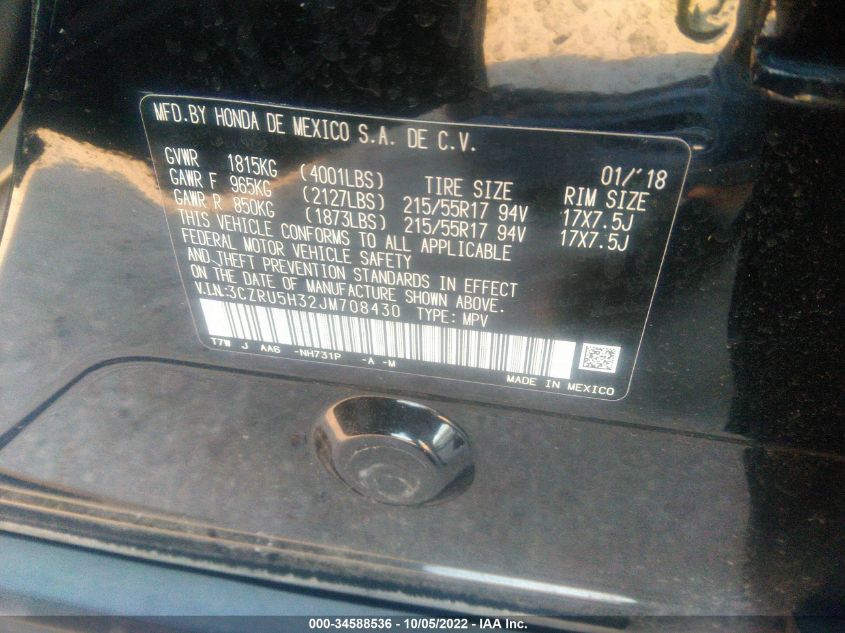 MFD.BY HONDA DE MEXICO S.A. DE C.V.
01/'18
GVWR 1815KG (4001LBS) TIRE SIZE RIM SIZE
GAWR F 965KG (2127LBS) 215/55R17 94V 17X7.5J
GAWR R 850KG (1873LBS) 215/55R17 94V 17X7.5J
THIS VEHICLE CONFORMS TO ALL APPLICABLE
FEDERAL MOTOR VEHICLE SAFETY
AND THEFT PREVENTION STANDARDS IN EFFECT
ON THE DATE OF MANUFACTURE SHOWN ABOVE.
V.I.N.:3CZRU5H32JM708430 TYPE: MPV
T7W J AA6 -NH731P -A -M
MADE IN MEXICO
000-34588536 - 10/05/2022 - IAA Inc.